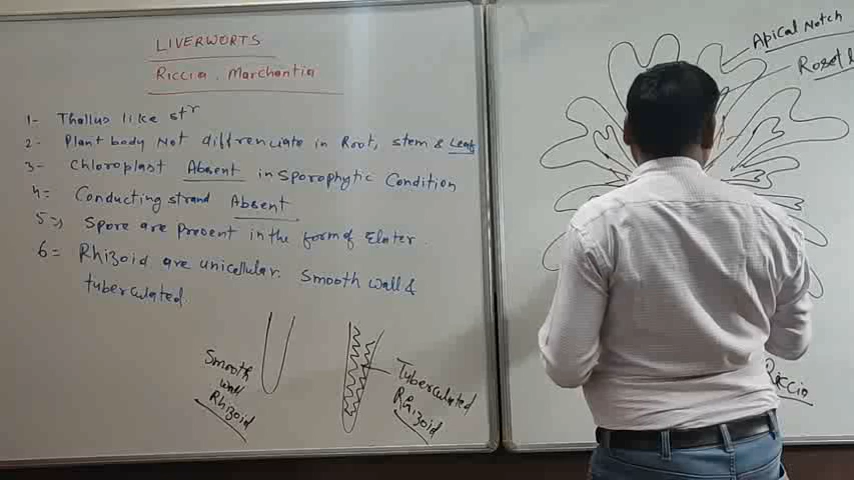 LIVERWORTS
Riccia, Marchantia
1- Thallus like str
2- Plant body Not diffrenciate in Root, stem & Leaf
3- Chloroplast Absent in sporophytic Condition
4= Conducting strand Absent
5=) Spore are present in the form of Elater.
6= Rhizoid are unicellular. Smooth wall &
tuberculated
Smooth
wall
Rhizoid
Tuberculated
Rhizoid
Apical Notch
Riccia